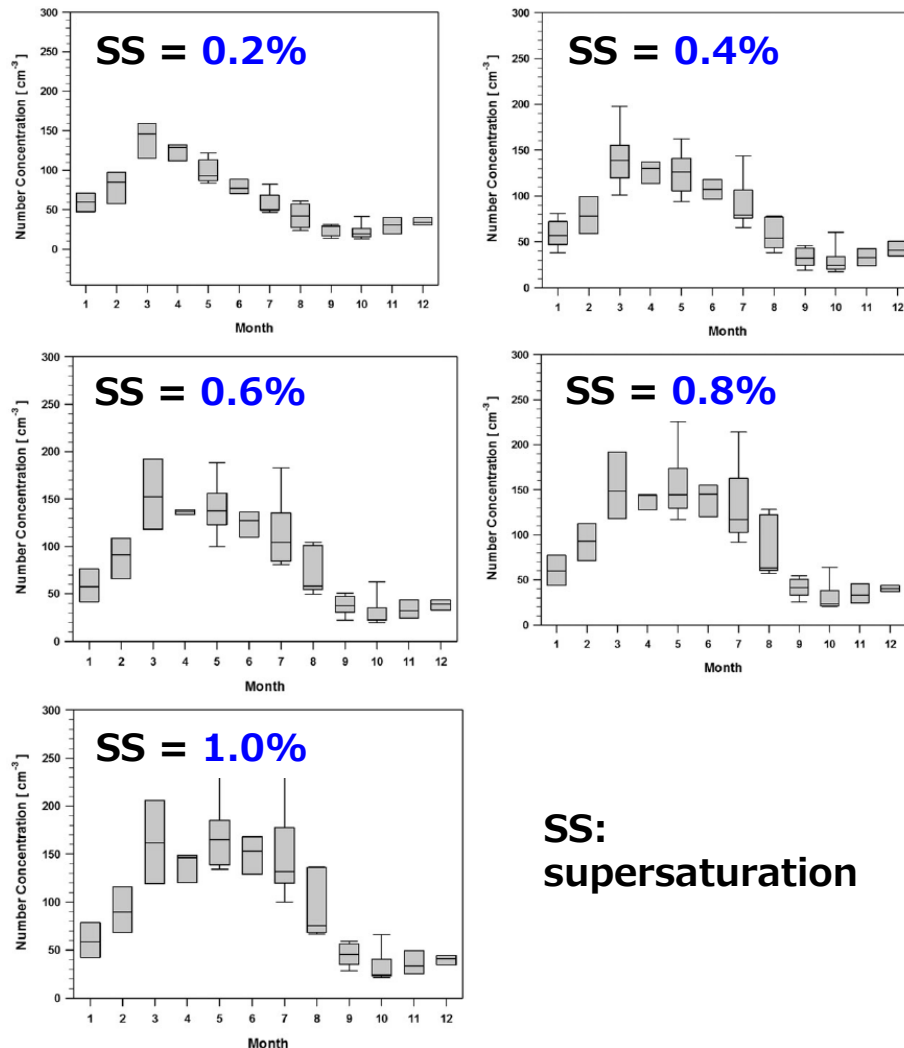 SS = 0.2%
Number Concentration [ cm⁻³ ]
300
250
200
150
100
50
0
1 2 3 4 5 6 7 8 9 10 11 12
Month
SS = 0.4%
Number Concentration [ cm⁻³ ]
300
250
200
150
100
50
0
1 2 3 4 5 6 7 8 9 10 11 12
Month
SS = 0.6%
Number Concentration [ cm⁻³ ]
300
250
200
150
100
50
0
1 2 3 4 5 6 7 8 9 10 11 12
Month
SS = 0.8%
Number Concentration [ cm⁻³ ]
300
250
200
150
100
50
0
1 2 3 4 5 6 7 8 9 10 11 12
Month
SS = 1.0%
Number Concentration [ cm⁻³ ]
300
250
200
150
100
50
0
1 2 3 4 5 6 7 8 9 10 11 12
Month
SS:
supersaturation